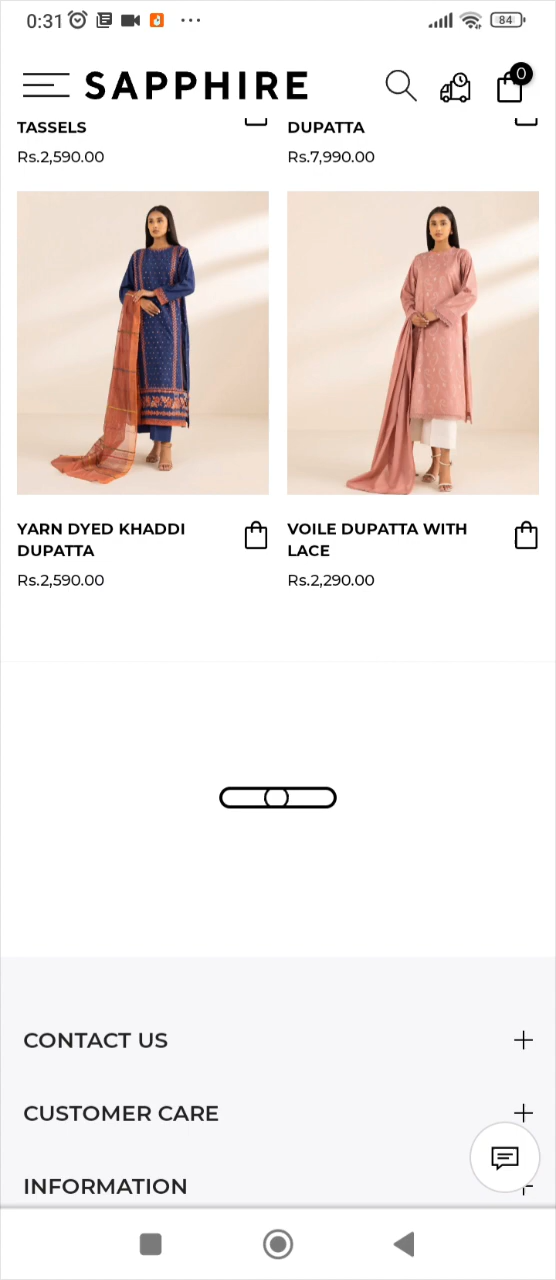 0:31
84
SAPPHIRE
0
TASSELS
Rs.2,590.00
DUPATTA
Rs.7,990.00
YARN DYED KHADDI
DUPATTA
Rs.2,590.00
VOILE DUPATTA WITH
LACE
Rs.2,290.00
CONTACT US
CUSTOMER CARE
INFORMATION